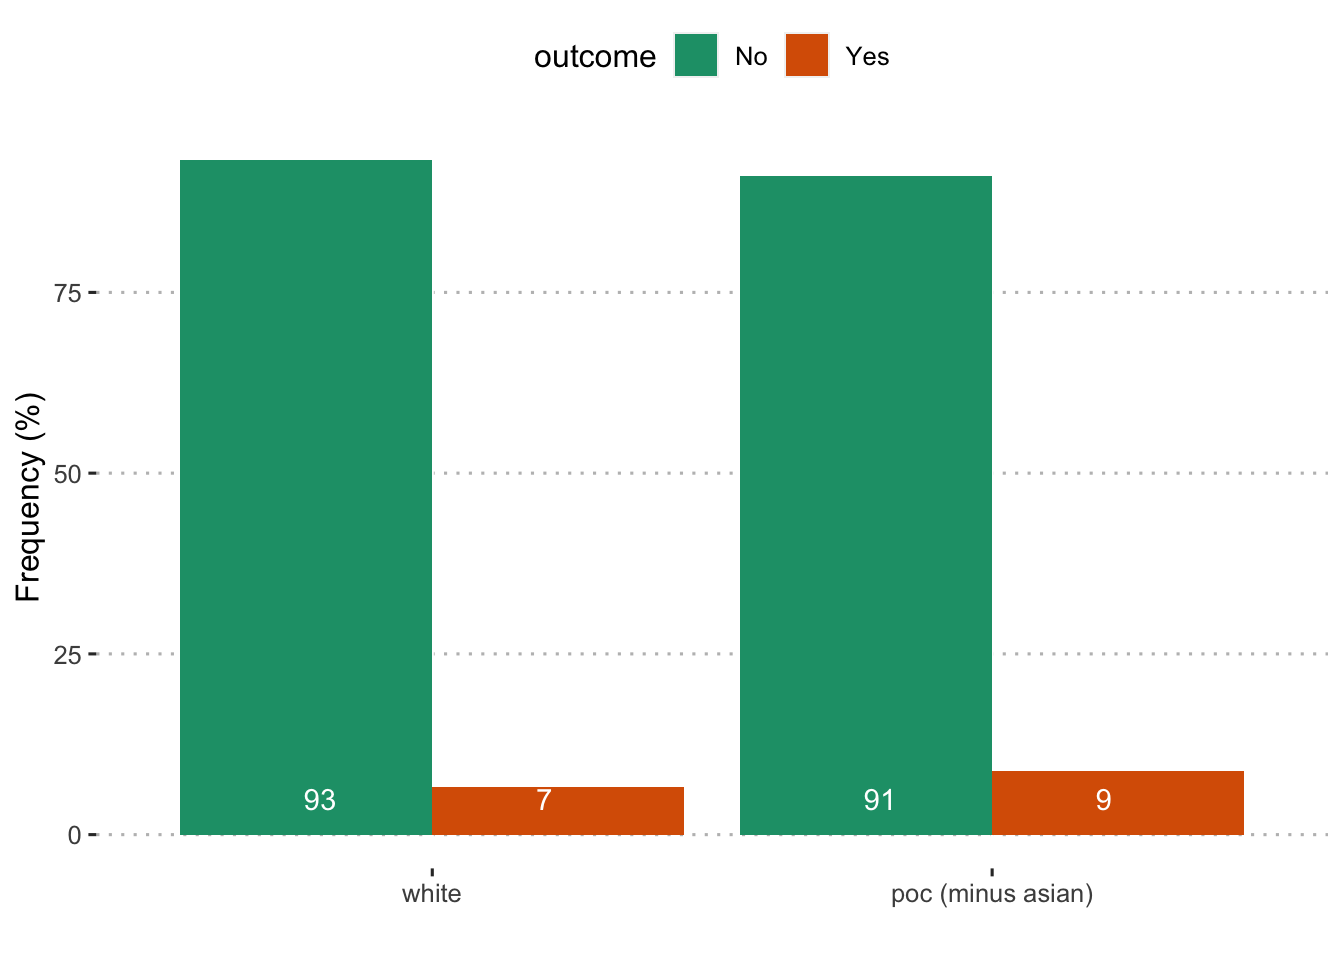 outcome No Yes
Frequency (%)
75
50
25
0
93 7 91 9
white poc (minus asian)